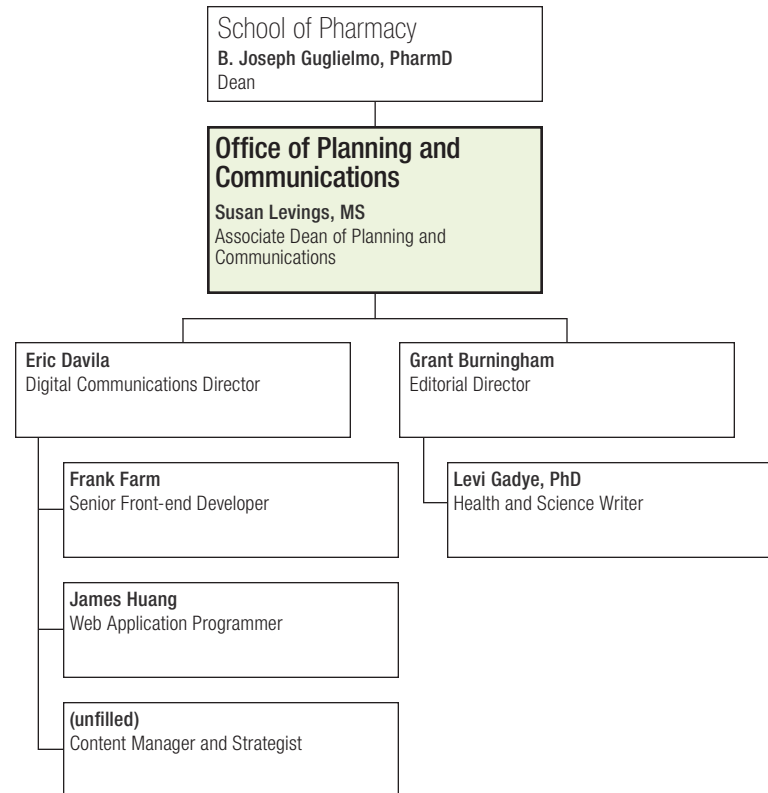 School of Pharmacy
B. Joseph Guglielmo, PharmD
Dean
Office of Planning and
Communications
Susan Levings, MS
Associate Dean of Planning and
Communications
Eric Davila
Digital Communications Director
Grant Burningham
Editorial Director
Frank Farm
Senior Front-end Developer
Levi Gadye, PhD
Health and Science Writer
James Huang
Web Application Programmer
(unfilled)
Content Manager and Strategist